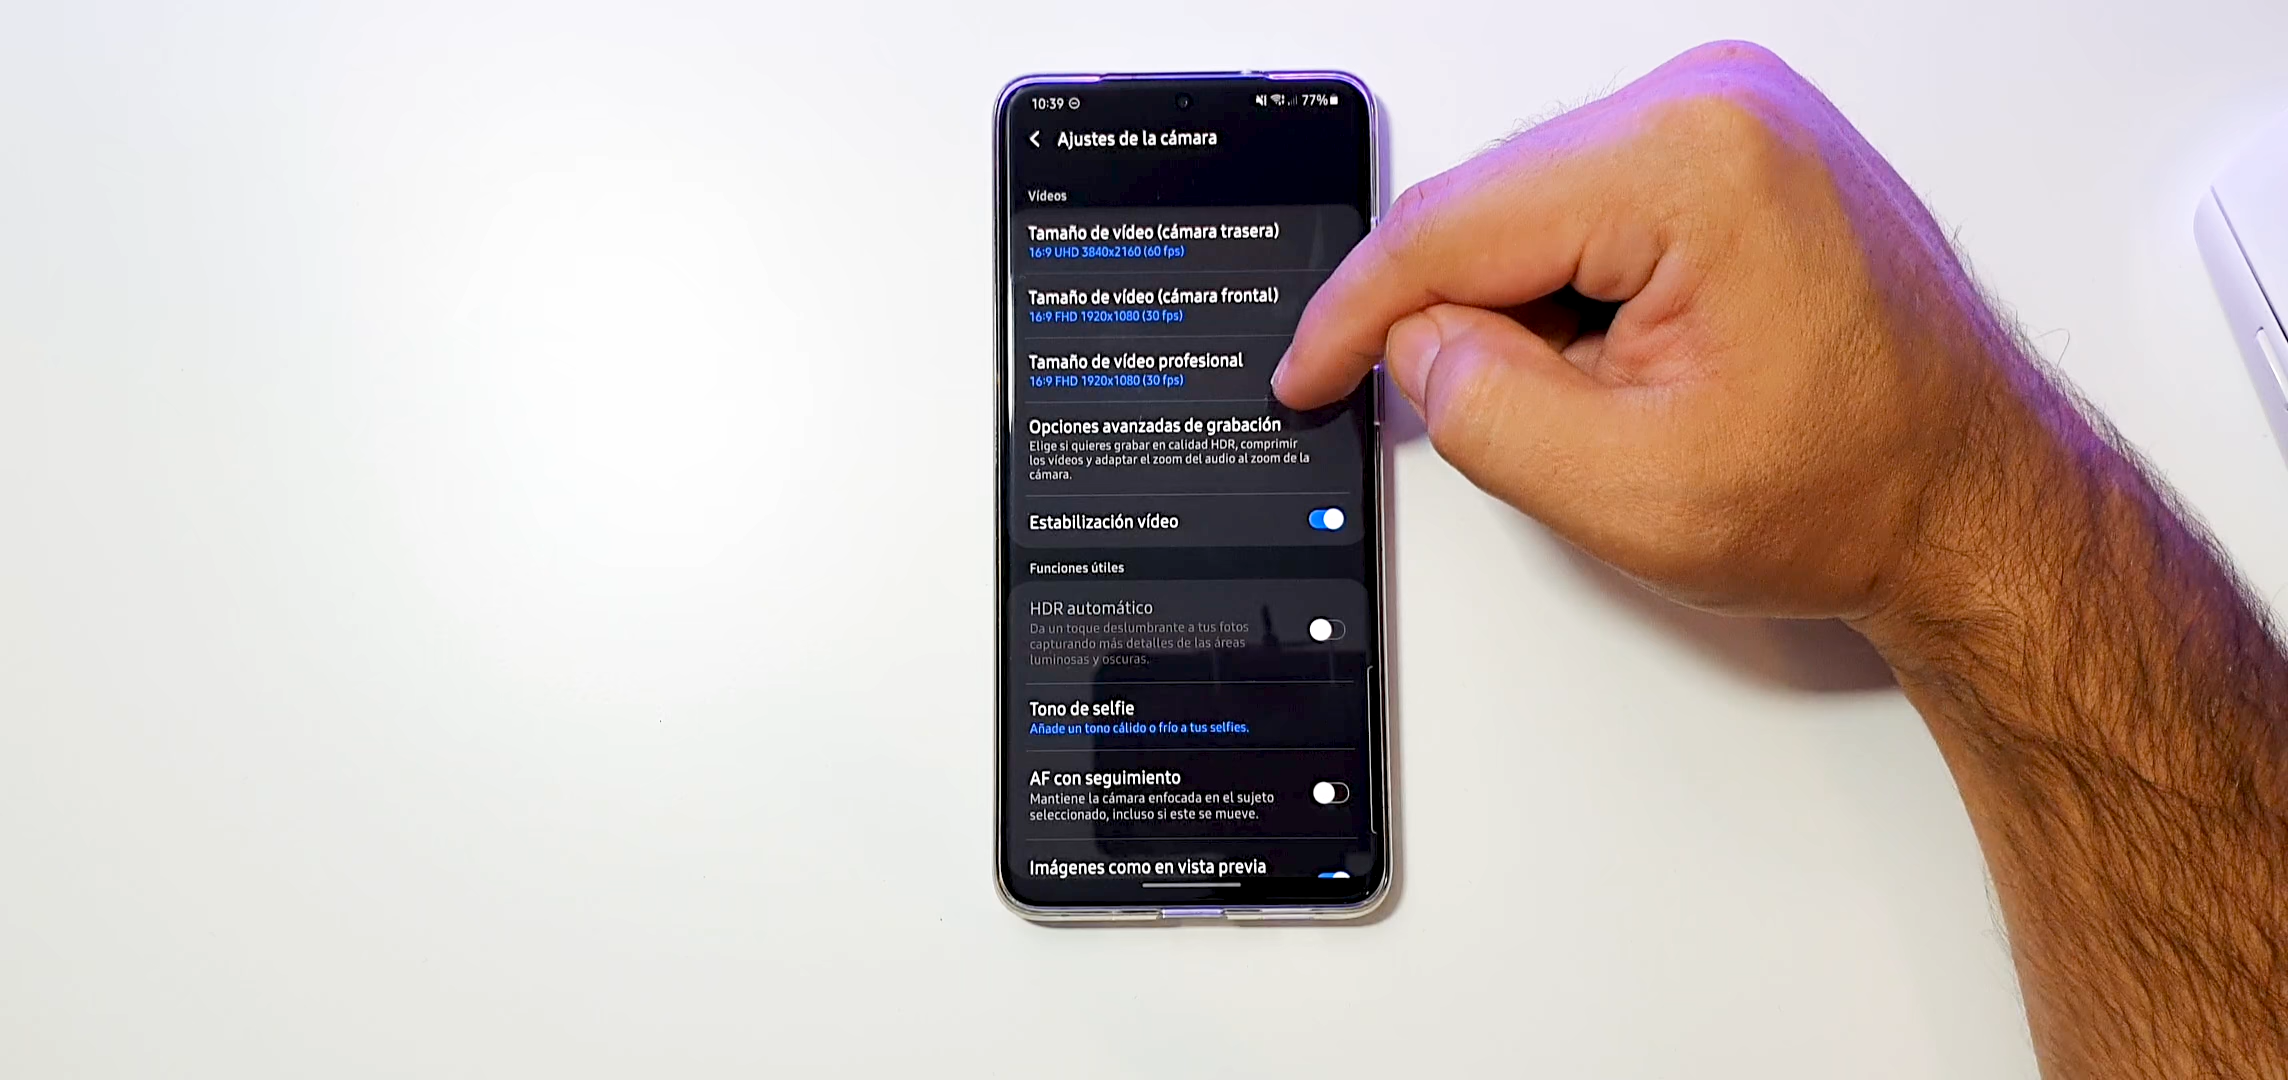 10:39
77%
Ajustes de la cámara
Vídeos
Tamaño de vídeo (cámara trasera)
16:9 UHD 3840x2160 (60 fps)
Tamaño de vídeo (cámara frontal)
16:9 FHD 1920x1080 (30 fps)
Tamaño de vídeo profesional
16:9 FHD 1920x1080 (30 fps)
Opciones avanzadas de grabación
Elige si quieres grabar en calidad HDR, comprimir
los vídeos y adaptar el zoom del audio al zoom de la
cámara.
Estabilización vídeo
Funciones útiles
HDR automático
Da un toque deslumbrante a tus fotos
capturando más detalles de las áreas
luminosas y oscuras.
Tono de selfie
Añade un tono cálido o frío a tus selfies.
AF con seguimiento
Mantiene la cámara enfocada en el sujeto
seleccionado, incluso si este se mueve.
Imágenes como en vista previa